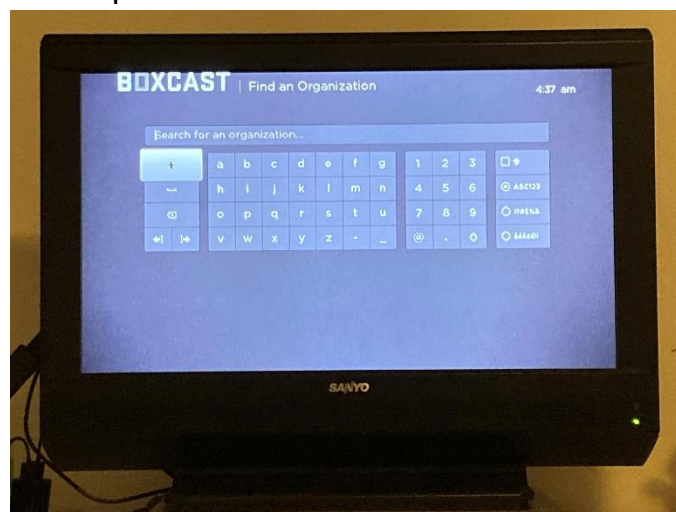 BOXCAST | Find an Organization
4:37 am
Search for an organization...
a b c d e f g 1 2 3
h i j k l m n 4 5 6 ABC123
o p q r s t u 7 8 9
v w x y z - _ @ . 0
SANYO